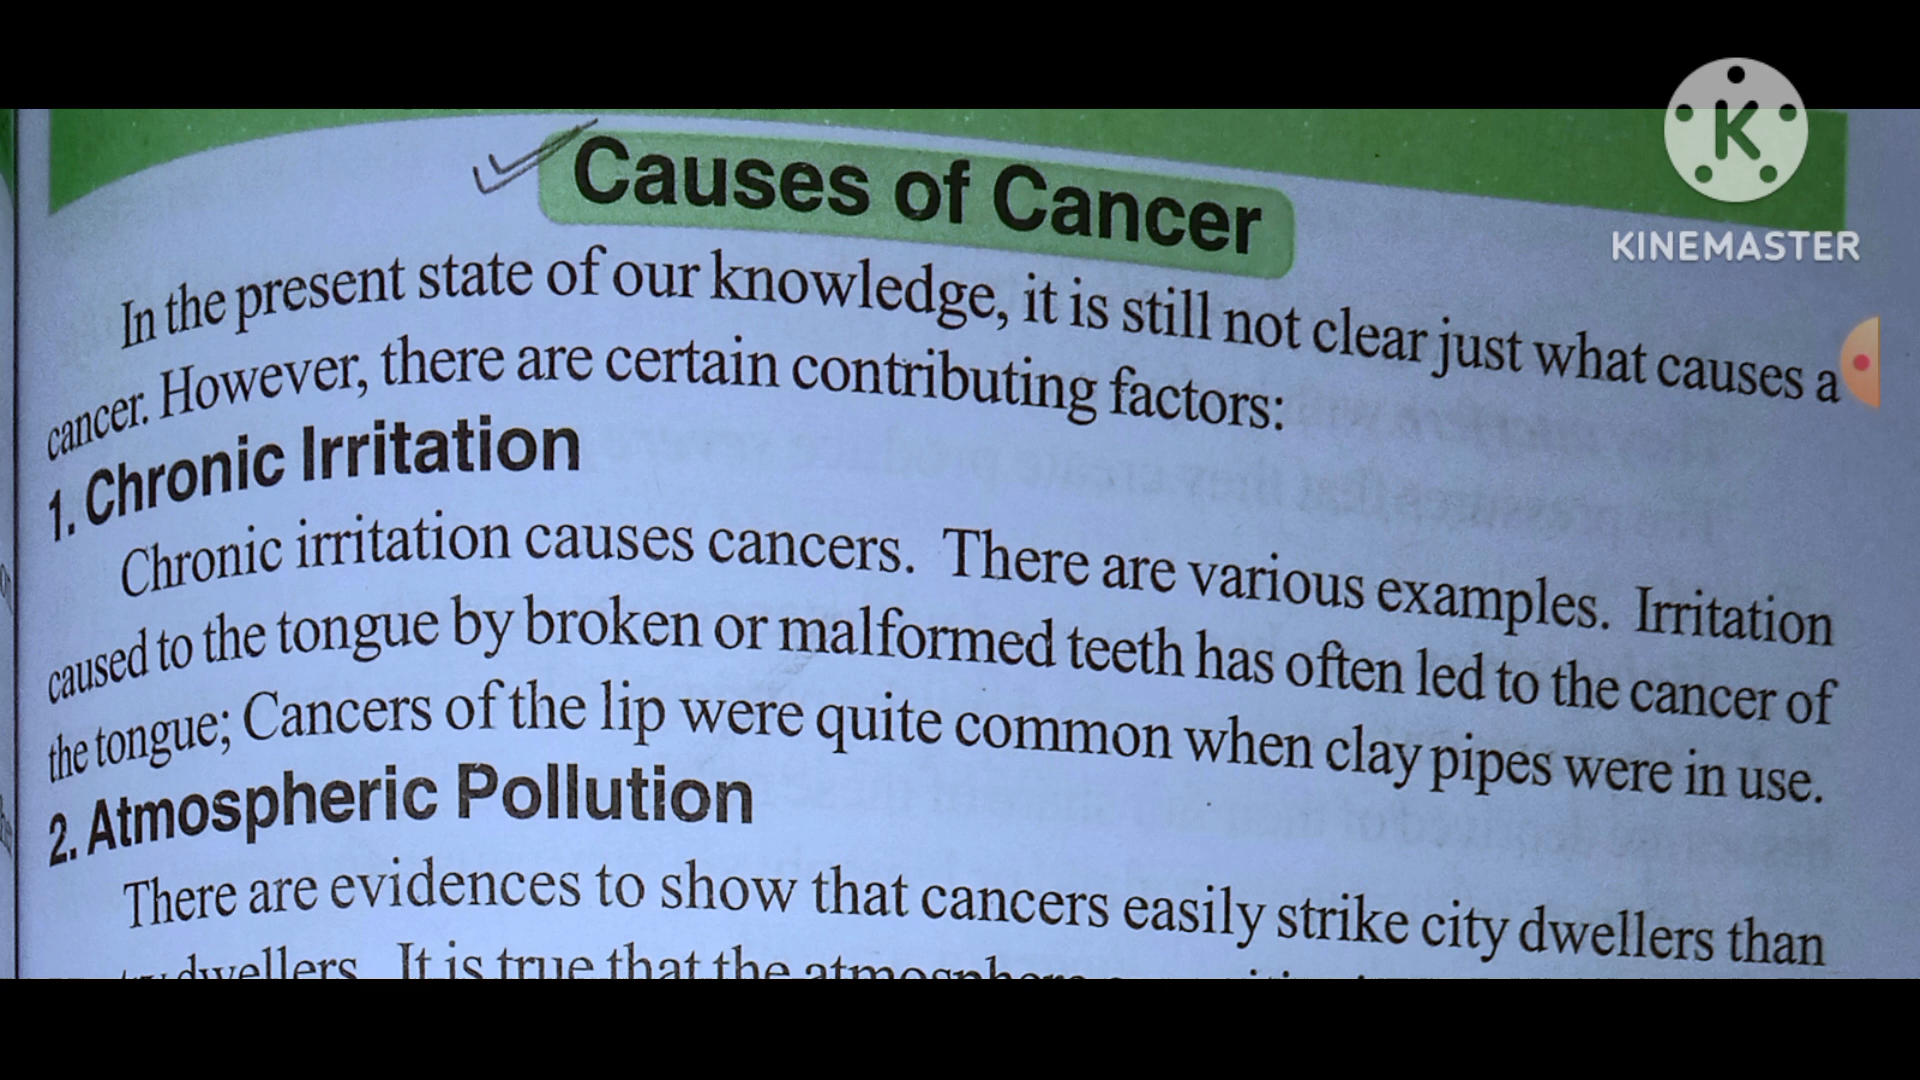 K
KINEMASTER
Causes of Cancer
In the present state of our knowledge, it is still not clear just what causes a
cancer. However, there are certain contributing factors:
1. Chronic Irritation
Chronic irritation causes cancers. There are various examples. Irritation
caused to the tongue by broken or malformed teeth has often led to the cancer of
the tongue; Cancers of the lip were quite common when clay pipes were in use.
2. Atmospheric Pollution
There are evidences to show that cancers easily strike city dwellers than
dwellers. It is true that the